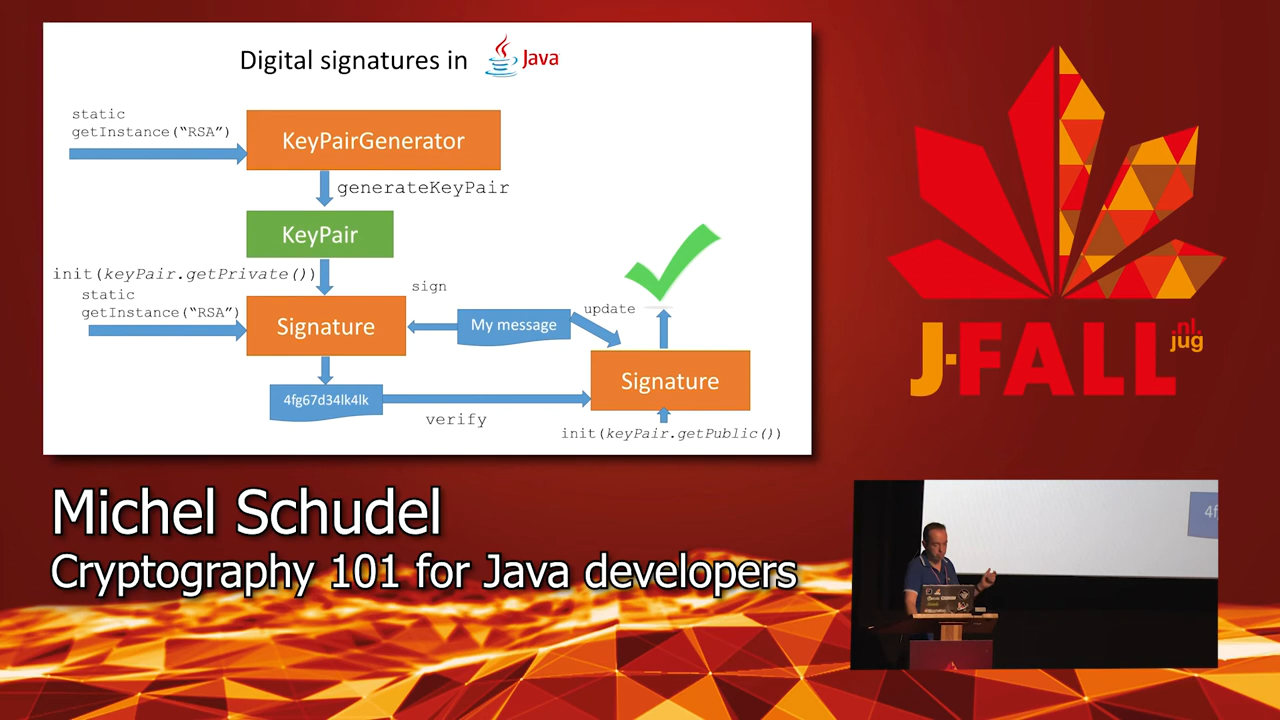 Digital signatures in Java
static
getInstance(“RSA”)
KeyPairGenerator
generateKeyPair
KeyPair
init(keyPair.getPrivate())
static
getInstance(“RSA”)
sign
Signature
My message
update
Signature
4fg67d34lk4lk
verify
init(keyPair.getPublic())
J-FALL
.nl.
jug
Michel Schudel
Cryptography 101 for Java developers
4f